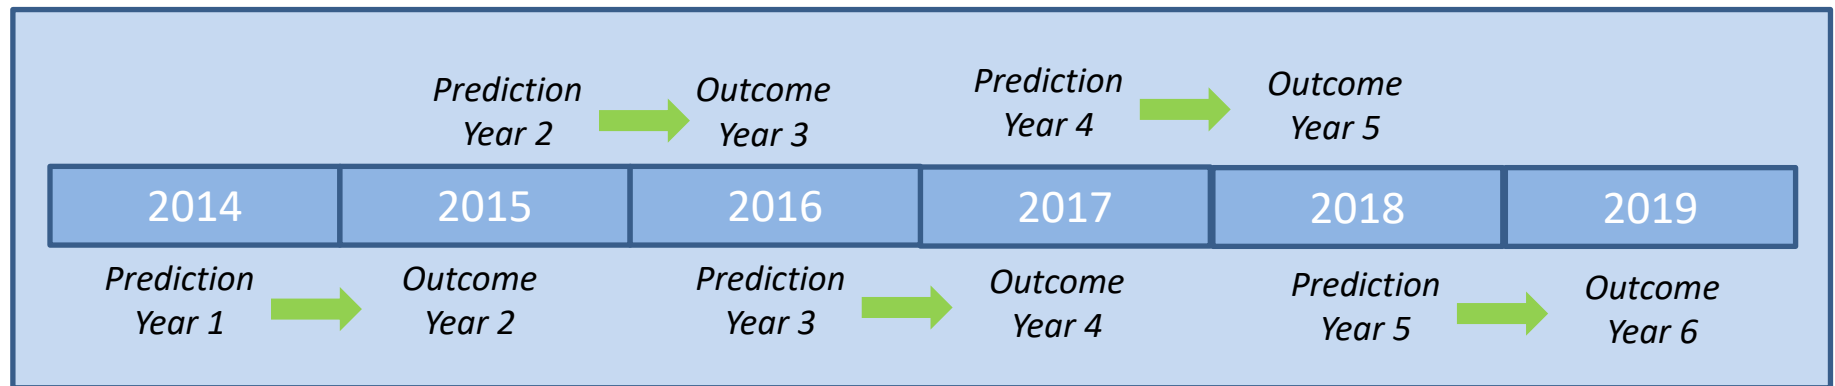 Prediction
Year 2
Outcome
Year 3
Prediction
Year 4
Outcome
Year 5
2014
2015
2016
2017
2018
2019
Prediction
Year 1
Outcome
Year 2
Prediction
Year 3
Outcome
Year 4
Prediction
Year 5
Outcome
Year 6